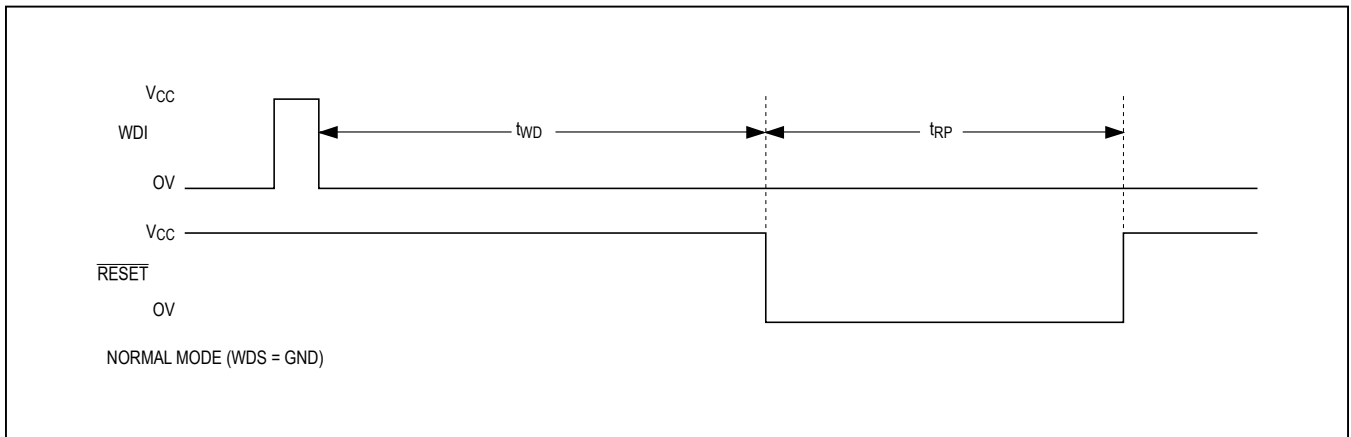 VCC
WDI
tWD
tRP
OV
VCC
RESET
OV
NORMAL MODE (WDS = GND)